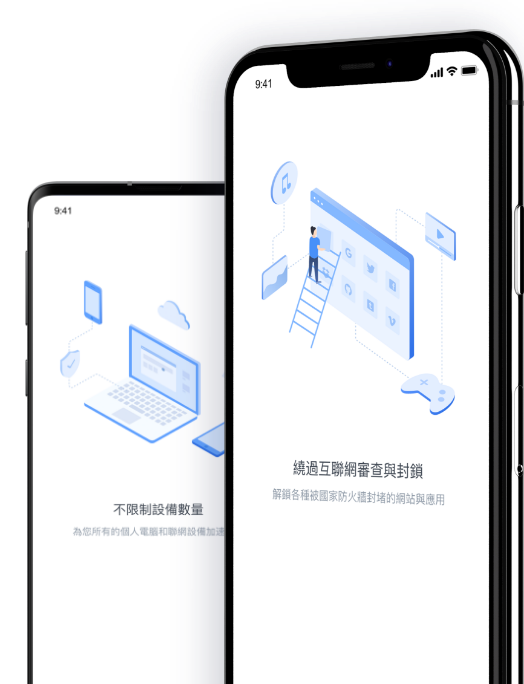 9:41
繞過互聯網審查與封鎖
解鎖各種被國家防火牆封堵的網站與應用
9:41
不限制設備數量
為您所有的個人電腦和聯網設備加速